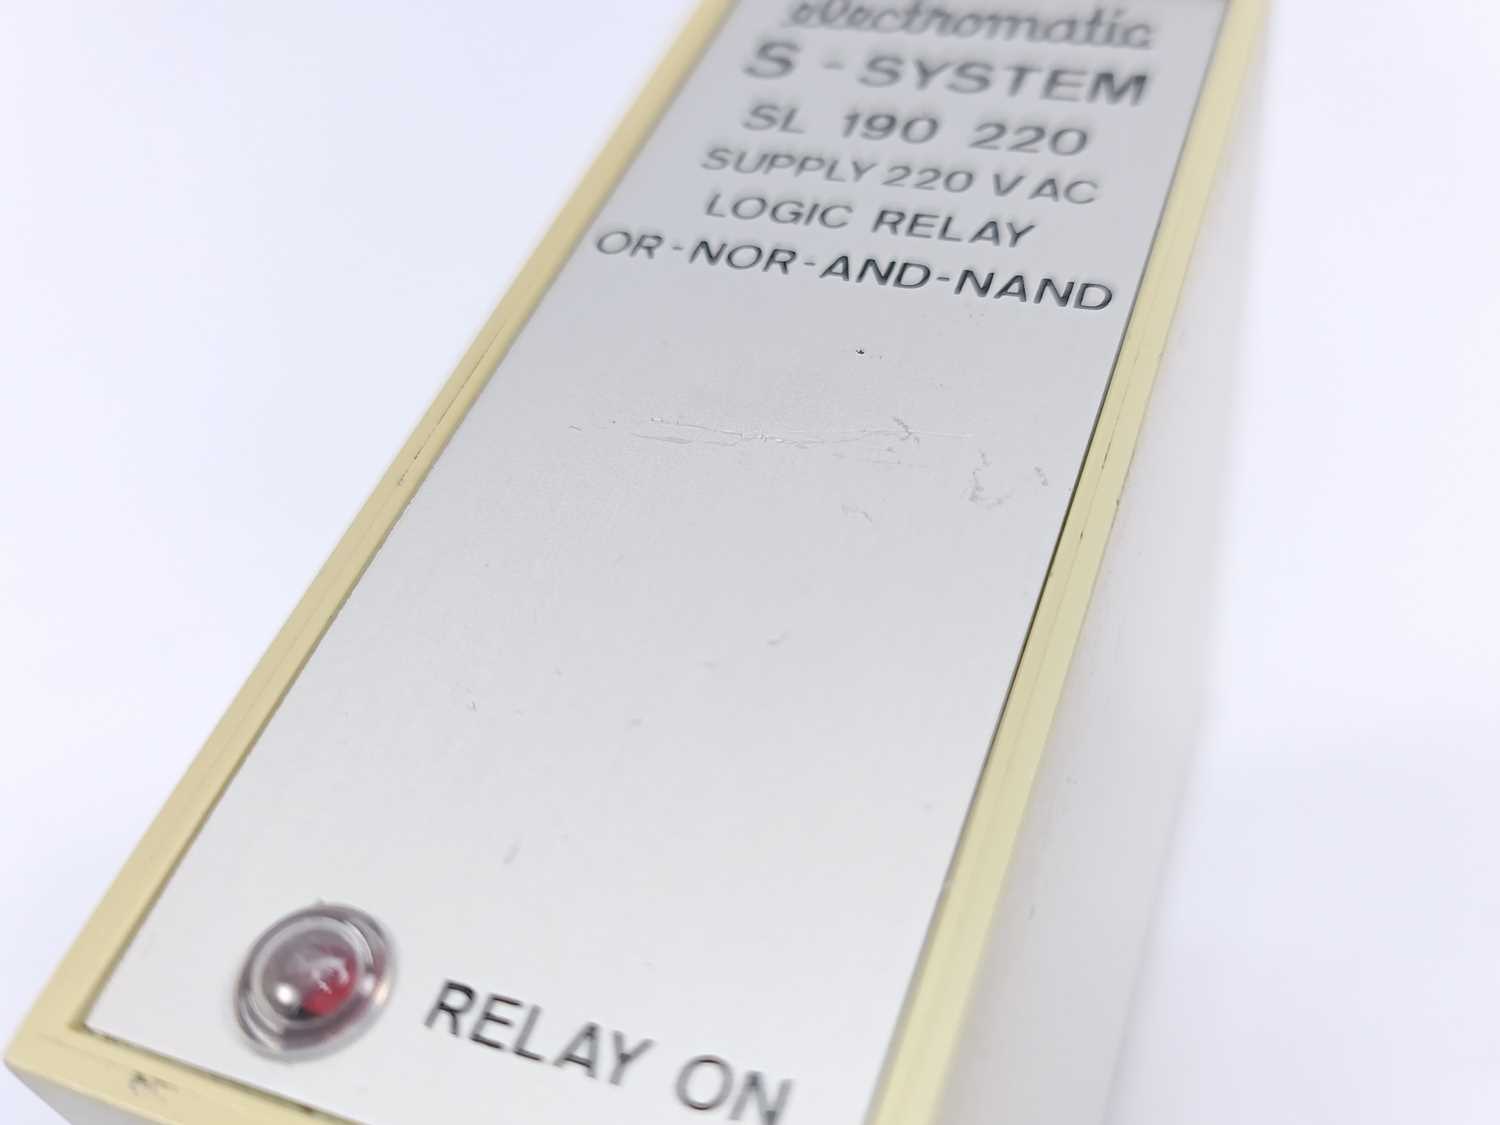 electromatic
S - SYSTEM
SL 190 220
SUPPLY 220 V AC
LOGIC RELAY
OR-NOR-AND-NAND
RELAY ON